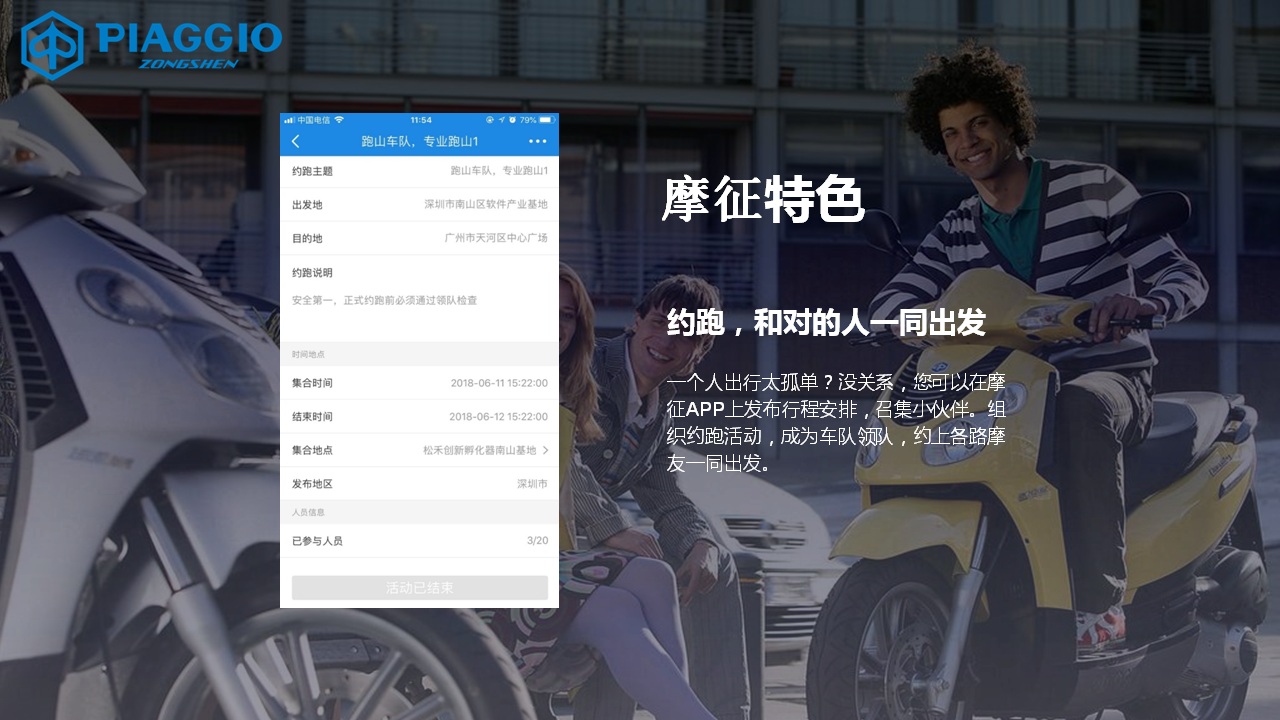 PIAGGIO
ZONGSHEN
中国电信 11:54 79%
跑山车队，专业跑山1
约跑主题 跑山车队，专业跑山1
出发地 深圳市南山区软件产业基地
目的地 广州市天河区中心广场
约跑说明
安全第一，正式约跑前必须通过领队检查
时间地点
集合时间 2018-06-11 15:22:00
结束时间 2018-06-12 15:22:00
集合地点 松禾创新孵化器南山基地
发布地区 深圳市
人员信息
已参与人员 3/20
活动已结束
摩征特色
约跑，和对的人一同出发
一个人出行太孤单？没关系，您可以在摩
征APP上发布行程安排，召集小伙伴。组
织约跑活动，成为车队领队，约上各路摩
友一同出发。